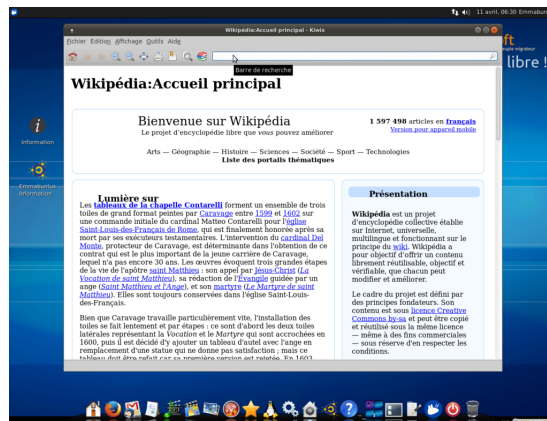 11 avril, 06:30 Emmabun
Wikipedia:Accueil principal - Kiwix
Fichier Édition Affichage Outils Aide
Barre de recherche
ft
libre !
Wikipédia:Accueil principal
Bienvenue sur Wikipédia
Le projet d'encyclopédie libre que vous pouvez améliorer
1 597 498 articles en français
Version pour appareil mobile
Arts — Géographie — Histoire — Sciences — Société — Sport — Technologies
Liste des portails thématiques
Information
Emmabuntus
Information
Lumière sur
Les tableaux de la chapelle Contarelli forment un ensemble de trois
toiles de grand format peintes par Caravage entre 1599 et 1602 sur
une commande initiale du cardinal Matteo Contarelli pour l'église
Saint-Louis-des-Français de Rome, qui est finalement honorée après sa
mort par ses exécuteurs testamentaires. L'intervention du cardinal Del
Monte, protecteur de Caravage, est déterminante dans l'obtention de ce
contrat qui est le plus important de la jeune carrière de Caravage,
lequel n'a pas encore 30 ans. Les œuvres évoquent trois grandes étapes
de la vie de l'apôtre saint Matthieu : son appel par Jésus-Christ (La
Vocation de saint Matthieu), sa rédaction de l'Évangile guidée par un
ange (Saint Matthieu et l'Ange), et son martyre (Le Martyre de saint
Matthieu). Elles sont toujours conservées dans l'église Saint-Louis-
des-Français.
Bien que Caravage travaille particulièrement vite, l'installation des
toiles se fait lentement et par étapes : ce sont d'abord les deux toiles
latérales représentant la Vocation et le Martyre qui sont accrochées en
1600, puis il est décidé d'y ajouter un tableau d'autel avec l'ange en
remplacement d'une statue qui ne donne pas satisfaction ; mais ce
tableau doit être refait car sa première version est rejetée. En 1603
Présentation
Wikipédia est un projet
d'encyclopédie collective établie
sur Internet, universelle,
multilingue et fonctionnant sur le
principe du wiki. Wikipédia a
pour objectif d'offrir un contenu
librement réutilisable, objectif et
vérifiable, que chacun peut
modifier et améliorer.
Le cadre du projet est défini par
des principes fondateurs. Son
contenu est sous licence Creative
Commons by-sa et peut être copié
et réutilisé sous la même licence
— même à des fins commerciales
— sous réserve d'en respecter les
conditions.